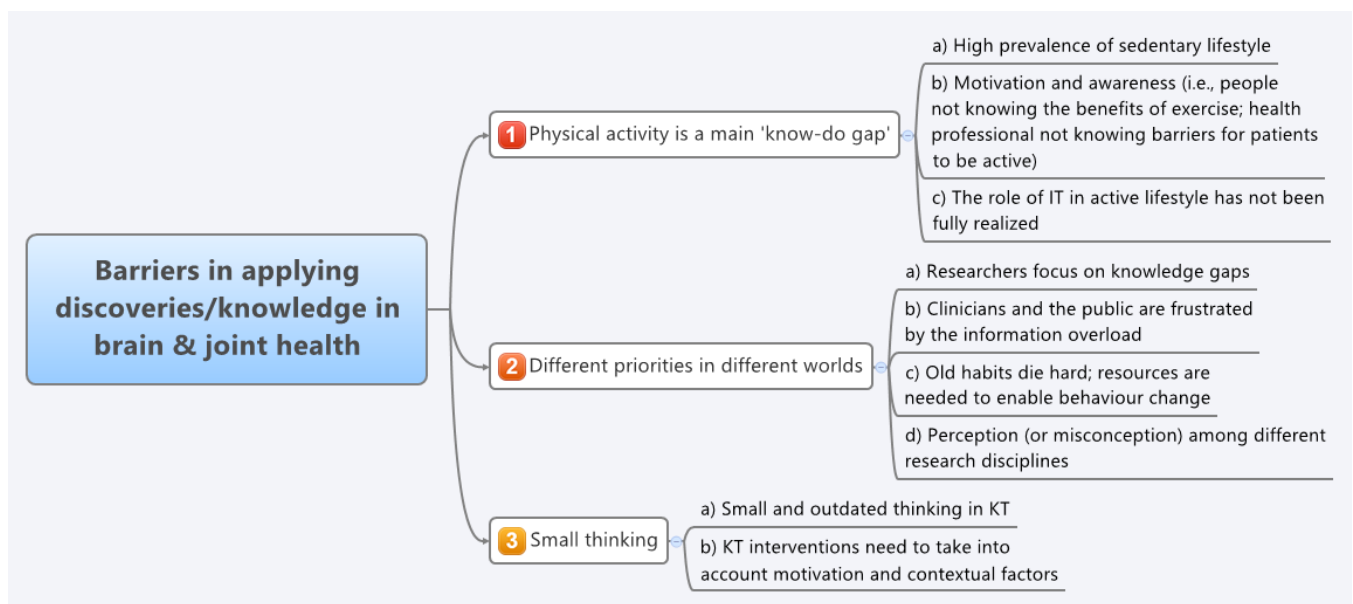 Barriers in applying
discoveries/knowledge in
brain & joint health
1 Physical activity is a main 'know-do gap'
a) High prevalence of sedentary lifestyle
b) Motivation and awareness (i.e., people
not knowing the benefits of exercise; health
professional not knowing barriers for patients
to be active)
c) The role of IT in active lifestyle has not been
fully realized
2 Different priorities in different worlds
a) Researchers focus on knowledge gaps
b) Clinicians and the public are frustrated
by the information overload
c) Old habits die hard; resources are
needed to enable behaviour change
d) Perception (or misconception) among different
research disciplines
3 Small thinking
a) Small and outdated thinking in KT
b) KT interventions need to take into
account motivation and contextual factors